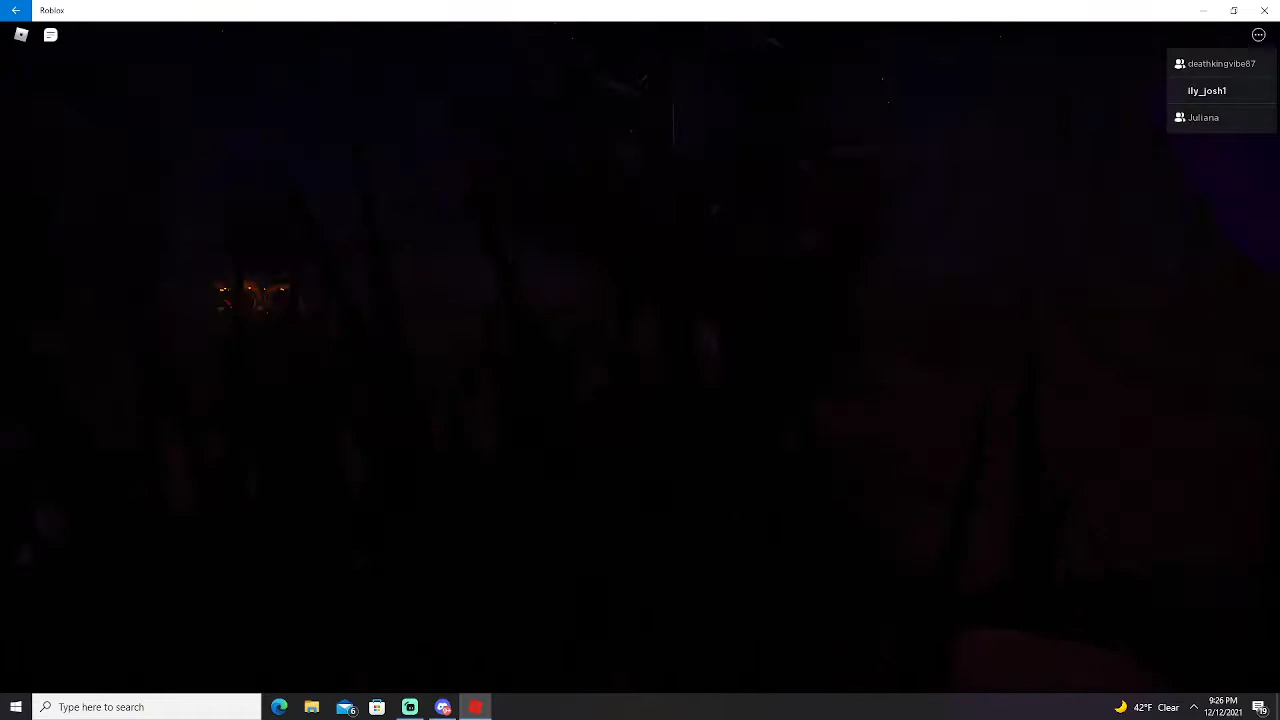 Roblox
deathkingvibe87
ily_josh1
Juliana
Type here to search
42°F Clear
9:26 PM
12/12/2021